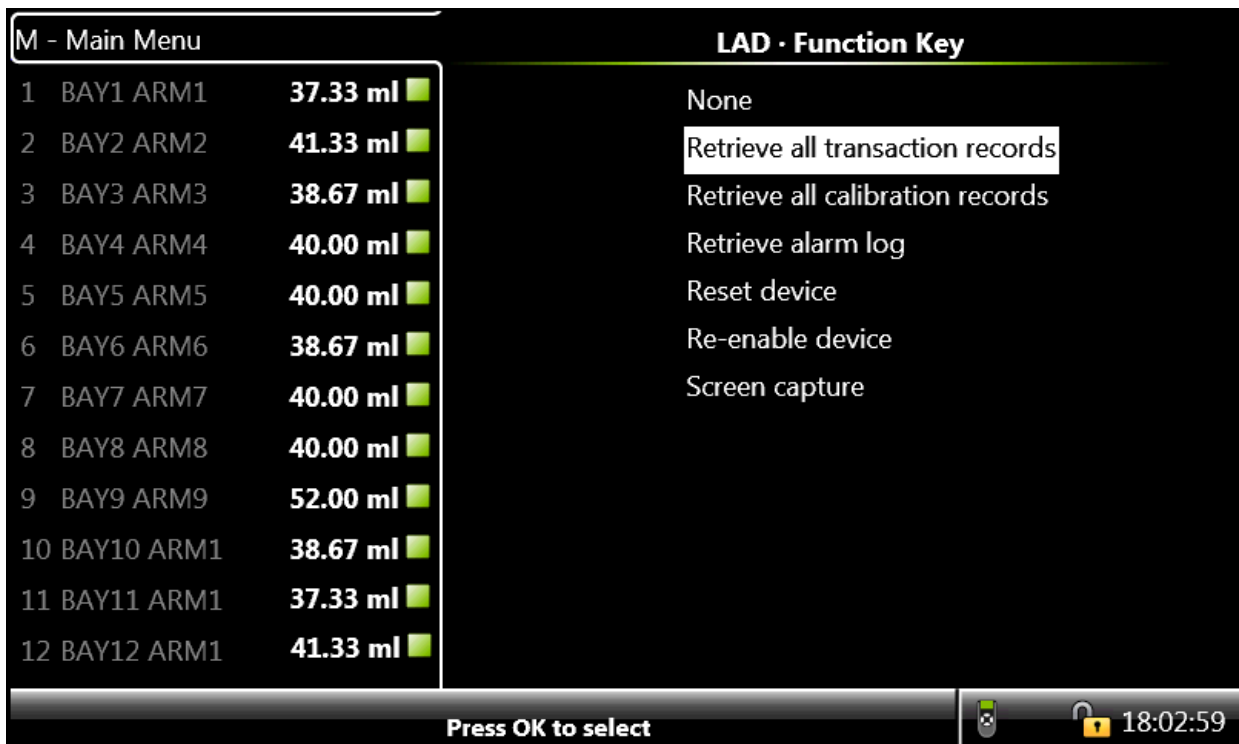 M - Main Menu
1 BAY1 ARM1 37.33 ml
2 BAY2 ARM2 41.33 ml
3 BAY3 ARM3 38.67 ml
4 BAY4 ARM4 40.00 ml
5 BAY5 ARM5 40.00 ml
6 BAY6 ARM6 38.67 ml
7 BAY7 ARM7 40.00 ml
8 BAY8 ARM8 40.00 ml
9 BAY9 ARM9 52.00 ml
10 BAY10 ARM1 38.67 ml
11 BAY11 ARM1 37.33 ml
12 BAY12 ARM1 41.33 ml
LAD · Function Key
None
Retrieve all transaction records
Retrieve all calibration records
Retrieve alarm log
Reset device
Re-enable device
Screen capture
Press OK to select
18:02:59